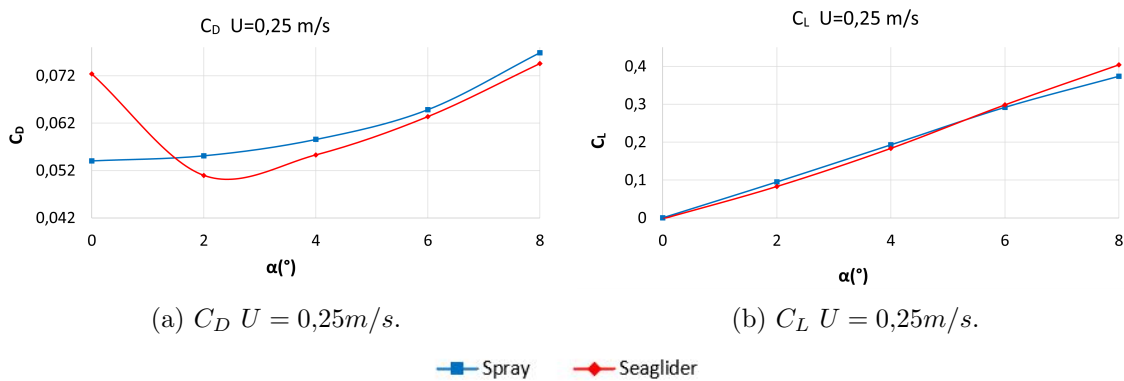 C_D U=0,25 m/s
0,072
0,062
0,052
0,042
C_D
0 2 4 6 8
α(°)
(a) C_D U = 0,25m/s.
C_L U=0,25 m/s
0,4
0,3
0,2
0,1
0
C_L
0 2 4 6 8
α(°)
(b) C_L U = 0,25m/s.
Spray Seaglider